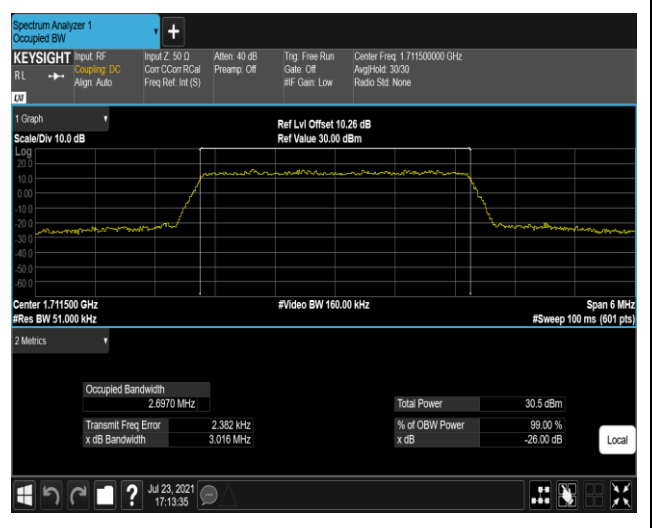 Spectrum Analyzer 1
Occupied BW
+
KEYSIGHT
R L
LXI
Input: RF
Coupling: DC
Align: Auto
Input Z: 50 Ω
Corr CCorr RCal
Freq Ref: Int (S)
Atten: 40 dB
Preamp: Off
Trig: Free Run
Gate: Off
#IF Gain: Low
Center Freq: 1.711500000 GHz
Avg|Hold: 30/30
Radio Std: None
1 Graph
Scale/Div 10.0 dB
Ref Lvl Offset 10.26 dB
Ref Value 30.00 dBm
Log
20.0
10.0
0.00
-10.0
-20.0
-30.0
-40.0
-50.0
-60.0
Center 1.711500 GHz
#Res BW 51.000 kHz
#Video BW 160.00 kHz
Span 6 MHz
#Sweep 100 ms (601 pts)
2 Metrics
Occupied Bandwidth
2.6970 MHz
Transmit Freq Error 2.382 kHz
x dB Bandwidth 3.016 MHz
Total Power 30.5 dBm
% of OBW Power 99.00 %
x dB -26.00 dB
Local
?
Jul 23, 2021
17:13:35